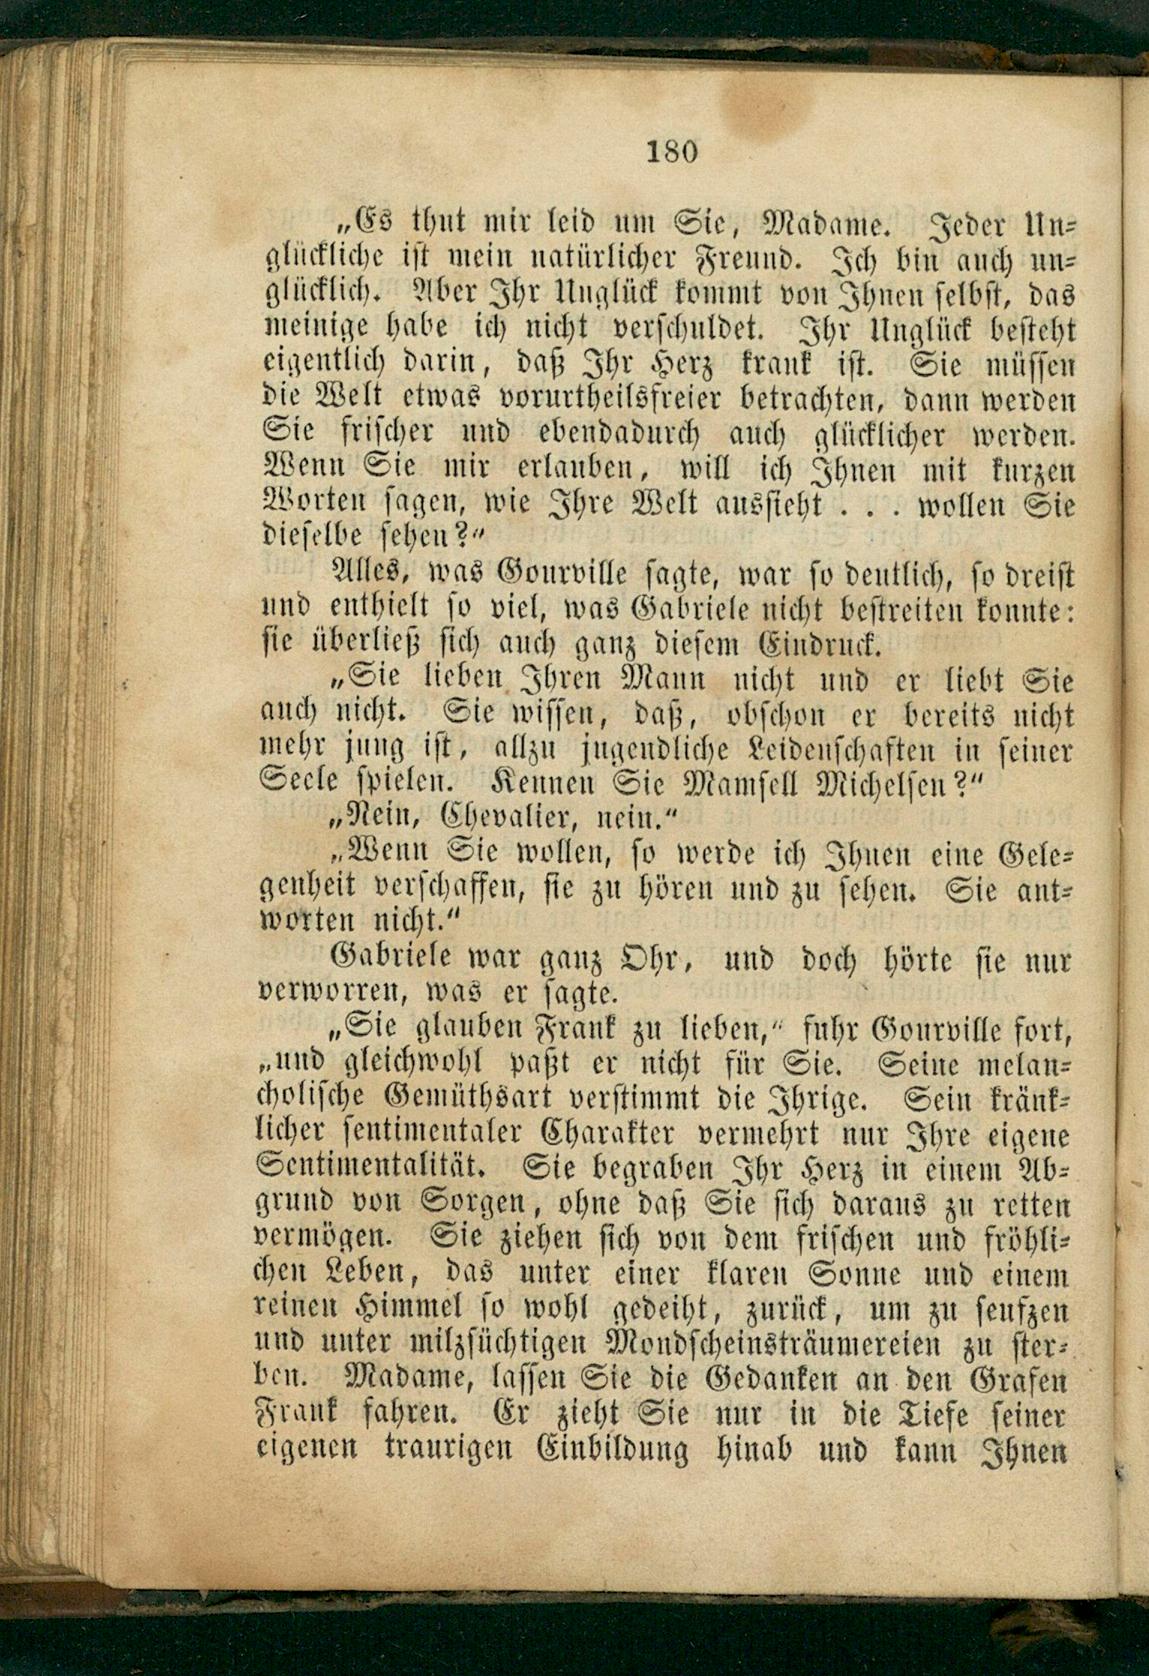 180
„Es thut mir leid um Sie, Madame. Jeder Un-
glückliche ist mein natürlicher Freund. Ich bin auch un-
glücklich. Aber Ihr Unglück kommt von Ihnen selbst, das
meinige habe ich nicht verschuldet. Ihr Unglück besteht
eigentlich darin, daß Ihr Herz krank ist. Sie müssen
die Welt etwas vorurtheilsfreier betrachten, dann werden
Sie frischer und ebendadurch auch glücklicher werden.
Wenn Sie mir erlauben, will ich Ihnen mit kurzen
Worten sagen, wie Ihre Welt aussieht . . . wollen Sie
dieselbe sehen?“
Alles, was Gourville sagte, war so deutlich, so dreist
und enthielt so viel, was Gabriele nicht bestreiten konnte:
sie überließ sich auch ganz diesem Eindruck.
„Sie lieben Ihren Mann nicht und er liebt Sie
auch nicht. Sie wissen, daß, obschon er bereits nicht
mehr jung ist, allzu jugendliche Leidenschaften in seiner
Seele spielen. Kennen Sie Mamsell Michelsen?“
„Nein, Chevalier, nein.“
„Wenn Sie wollen, so werde ich Ihnen eine Gele-
genheit verschaffen, sie zu hören und zu sehen. Sie ant-
worten nicht.“
Gabriele war ganz Ohr, und doch hörte sie nur
verworren, was er sagte.
„Sie glauben Frank zu lieben,“ fuhr Gourville fort,
„und gleichwohl paßt er nicht für Sie. Seine melan-
cholische Gemüthsart verstimmt die Ihrige. Sein kränk-
licher sentimentaler Charakter vermehrt nur Ihre eigene
Sentimentalität. Sie begraben Ihr Herz in einem Ab-
grund von Sorgen, ohne daß Sie sich daraus zu retten
vermögen. Sie ziehen sich von dem frischen und fröhli-
chen Leben, das unter einer klaren Sonne und einem
reinen Himmel so wohl gedeiht, zurück, um zu seufzen
und unter milzsüchtigen Mondscheinsträumereien zu ster-
ben. Madame, lassen Sie die Gedanken an den Grafen
Frank fahren. Er zieht Sie nur in die Tiefe seiner
eigenen traurigen Einbildung hinab und kann Ihnen